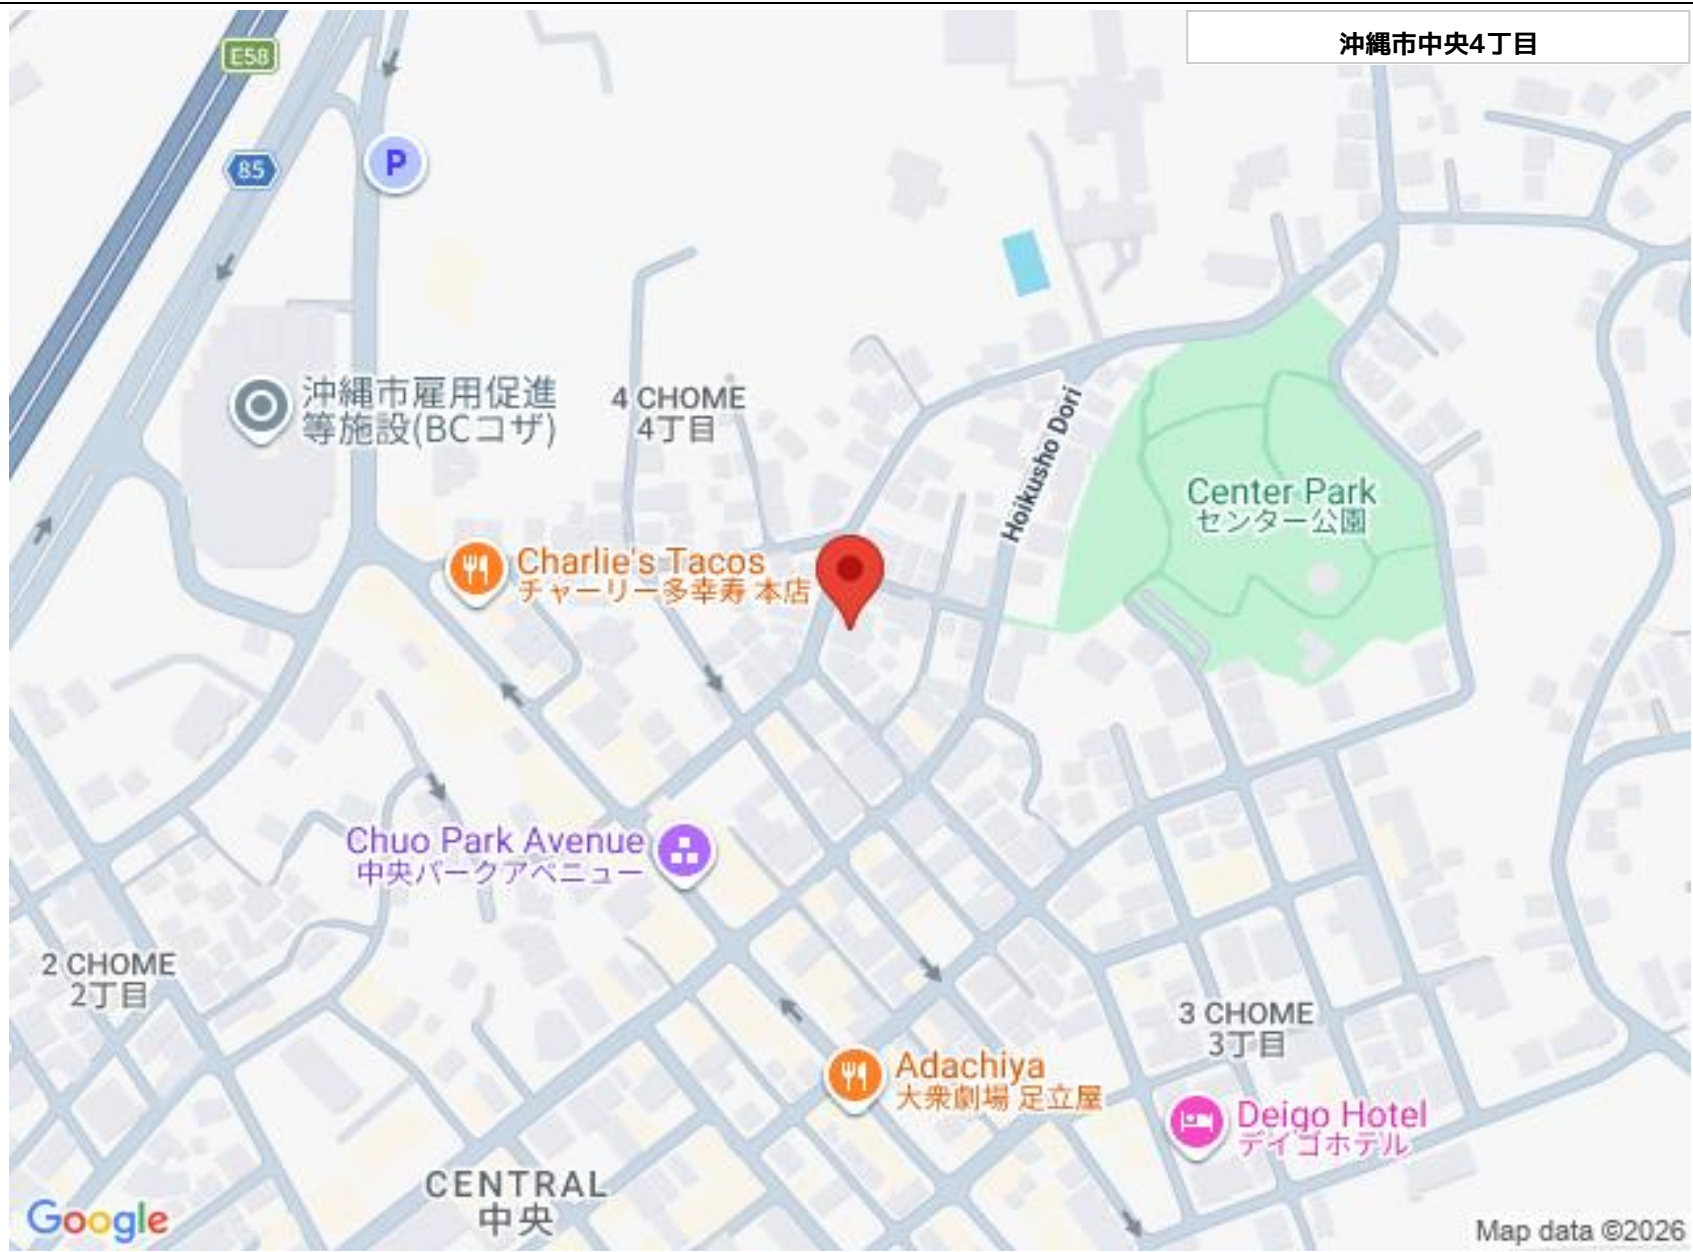 沖縄市中央4丁目
E58
85
P
沖縄市雇用促進
等施設(BCコザ)
4 CHOME
4丁目
Hoikusho Dori
Center Park
センター公園
Charlie's Tacos
チャーリー多幸寿 本店
Chuo Park Avenue
中央パークアベニュー
2 CHOME
2丁目
3 CHOME
3丁目
Adachiya
大衆劇場 足立屋
Deigo Hotel
デイゴホテル
CENTRAL
中央
Google
Map data ©2026